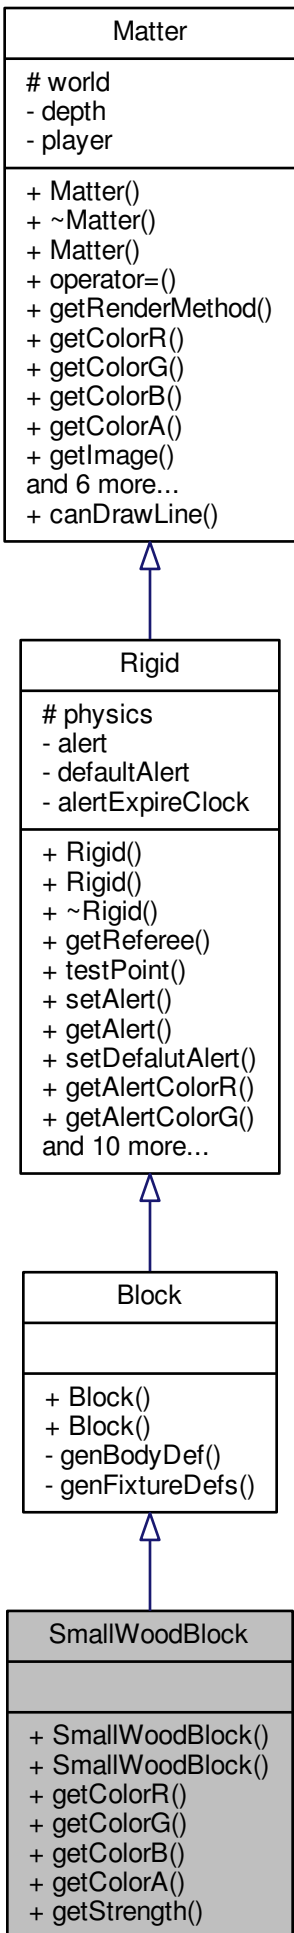 Matter
# world
- depth
- player
+ Matter()
+ ~Matter()
+ Matter()
+ operator=()
+ getRenderMethod()
+ getColorR()
+ getColorG()
+ getColorB()
+ getColorA()
+ getImage()
and 6 more...
+ canDrawLine()
Rigid
# physics
- alert
- defaultAlert
- alertExpireClock
+ Rigid()
+ Rigid()
+ ~Rigid()
+ getReferee()
+ testPoint()
+ setAlert()
+ getAlert()
+ setDefalutAlert()
+ getAlertColorR()
+ getAlertColorG()
and 10 more...
Block
+ Block()
+ Block()
- genBodyDef()
- genFixtureDefs()
SmallWoodBlock
+ SmallWoodBlock()
+ SmallWoodBlock()
+ getColorR()
+ getColorG()
+ getColorB()
+ getColorA()
+ getStrength()